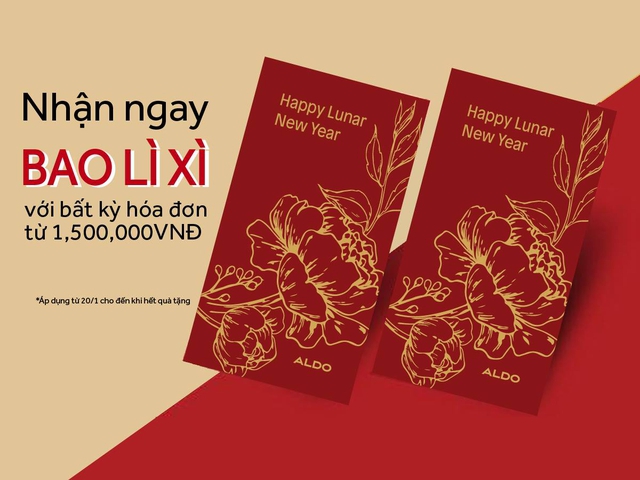 Nhận ngay
BAO LÌ XÌ
với bất kỳ hóa đơn
từ 1,500,000VNĐ
*Áp dụng từ 20/1 cho đến khi hết quà tặng
Happy Lunar
New Year
ALDO
Happy Lunar
New Year
ALDO